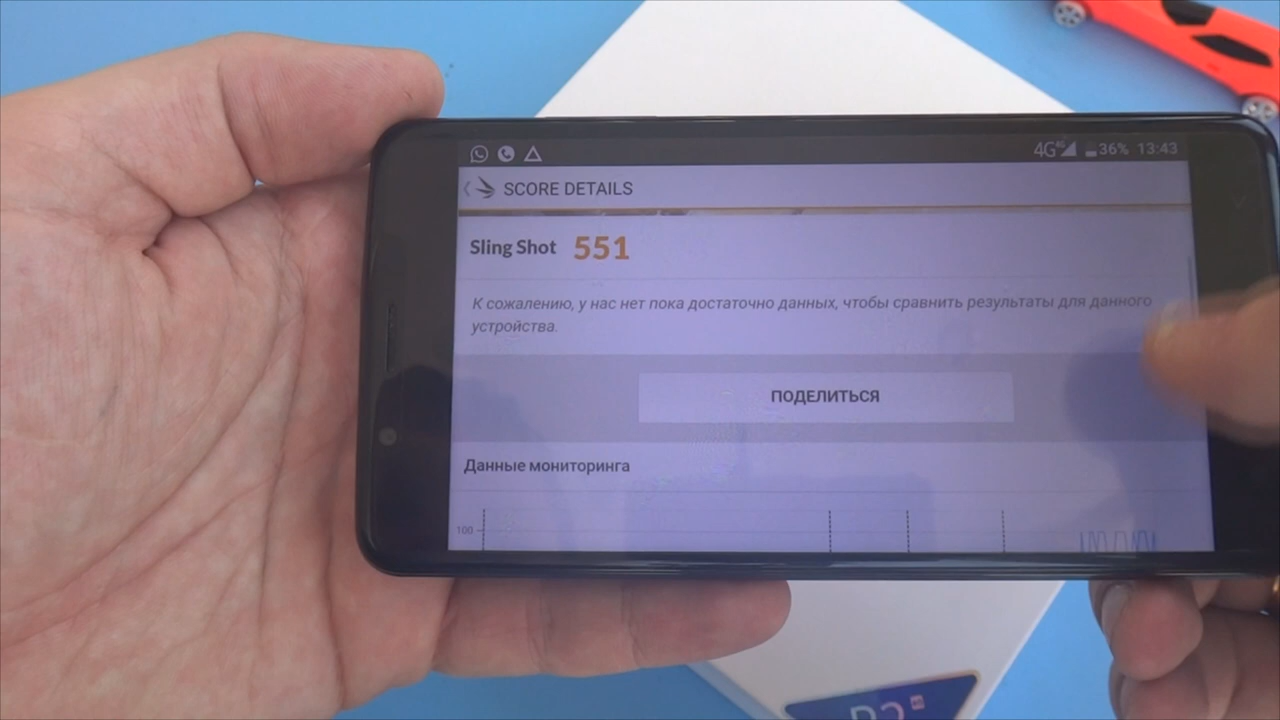 4G 4G 36% 13:43
SCORE DETAILS
Sling Shot 551
К сожалению, у нас нет пока достаточно данных, чтобы сравнить результаты для данного
устройства.
ПОДЕЛИТЬСЯ
Данные мониторинга
100